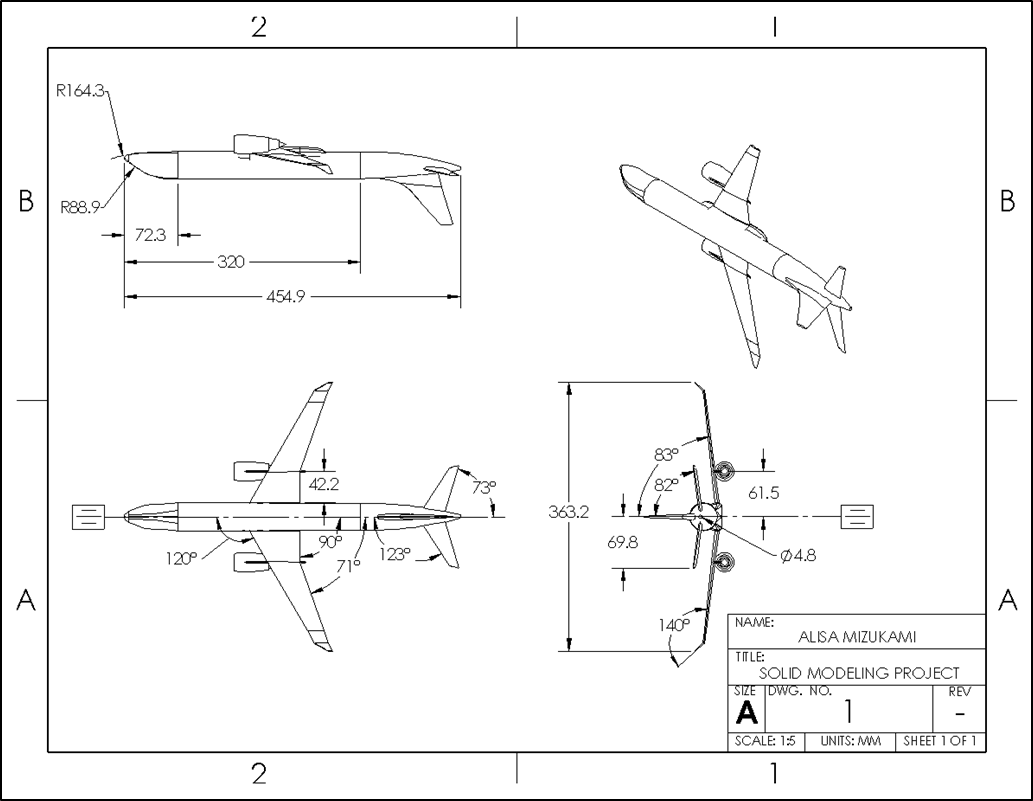 2
1
B
B
A
A
2
1
R164.3
R88.9
72.3
320
454.9
42.2
73°
120°
90°
71°
123°
363.2
83°
82°
61.5
69.8
Ø4.8
140°
NAME:
ALISA MIZUKAMI
TITLE:
SOLID MODELING PROJECT
SIZE
A
DWG. NO.
1
REV
-
SCALE: 1:5
UNITS: MM
SHEET 1 OF 1